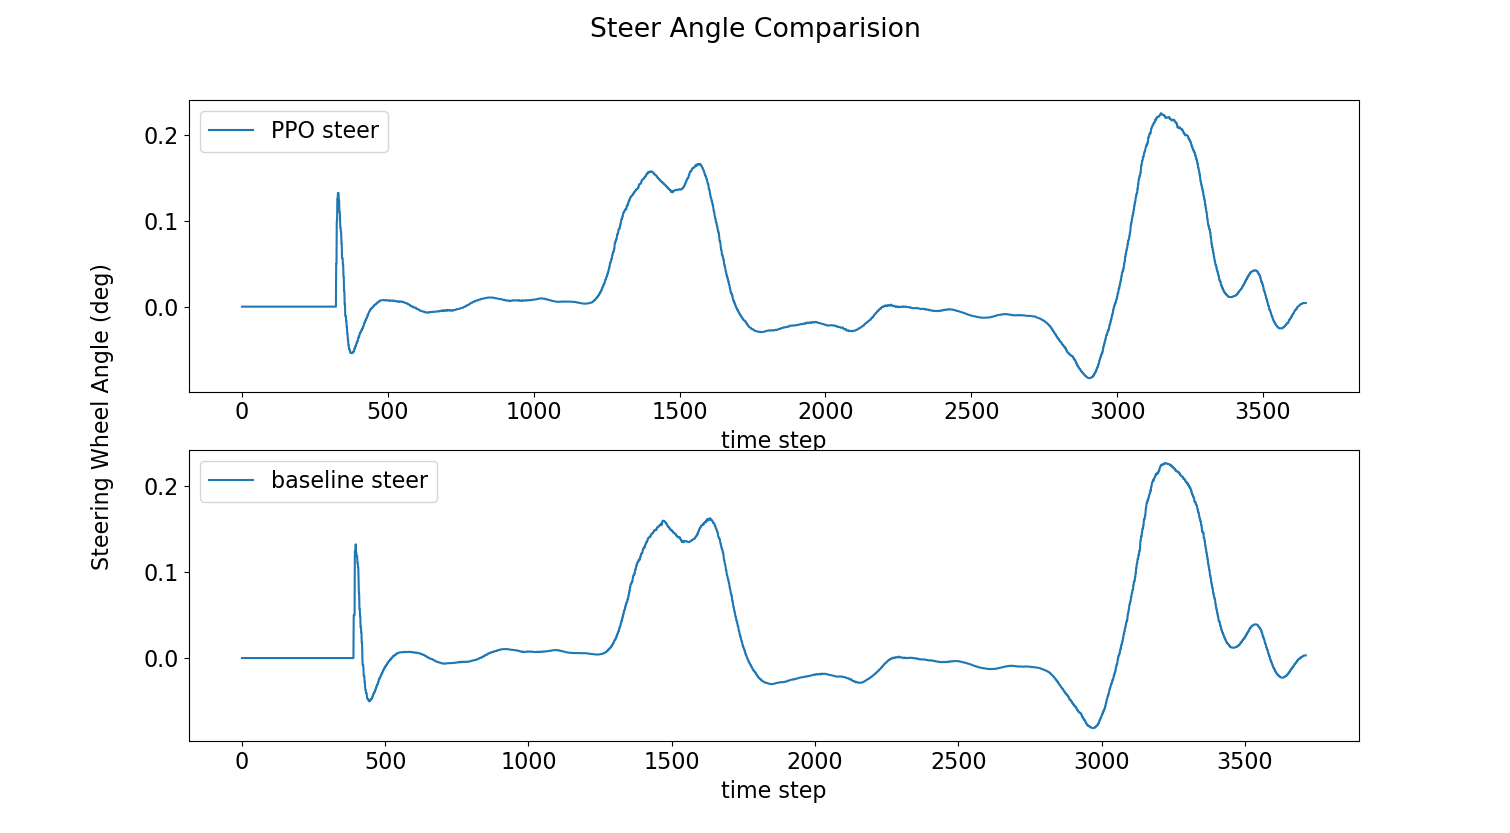 Steer Angle Comparision
PPO steer
0.2
0.1
0.0
0 500 1000 1500 2000 2500 3000 3500
time step
Steering Wheel Angle (deg)
baseline steer
0.2
0.1
0.0
0 500 1000 1500 2000 2500 3000 3500
time step